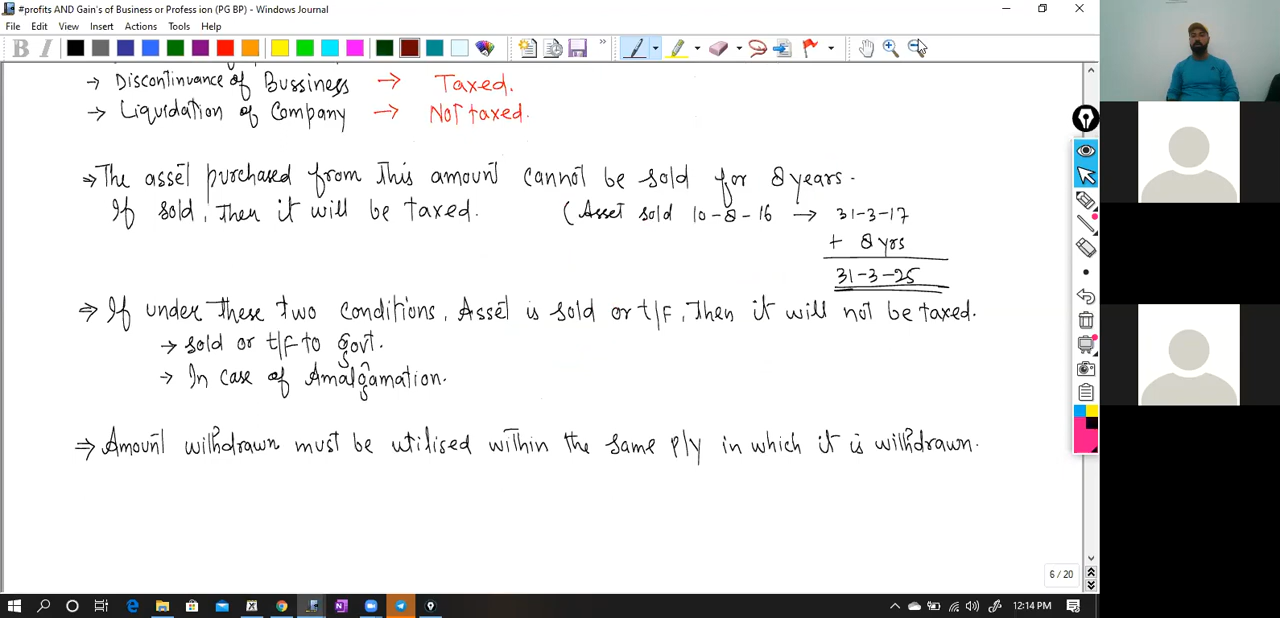 #profits AND Gain's of Business or Profess ion (PG BP) - Windows Journal
File Edit View Insert Actions Tools Help
B I
→ Discontinvance of Bussiness → Taxed.
→ Liquidation of Company → Not taxed.
⇒ The asset purchased from this amount cannot be sold for 8 years.
If sold, Then it will be taxed. (Asset sold 10-8-16 → 31-3-17
+ 8 yrs
31-3-25
⇒ If under these two conditions, Asset is sold or t/F, Then it will not be taxed.
→ sold or t/F to Govt.
→ In case of Amalgamation.
⇒ Amount withdrawn must be utilised within the same p/y in which it is withdrawn.
6 / 20
12:14 PM